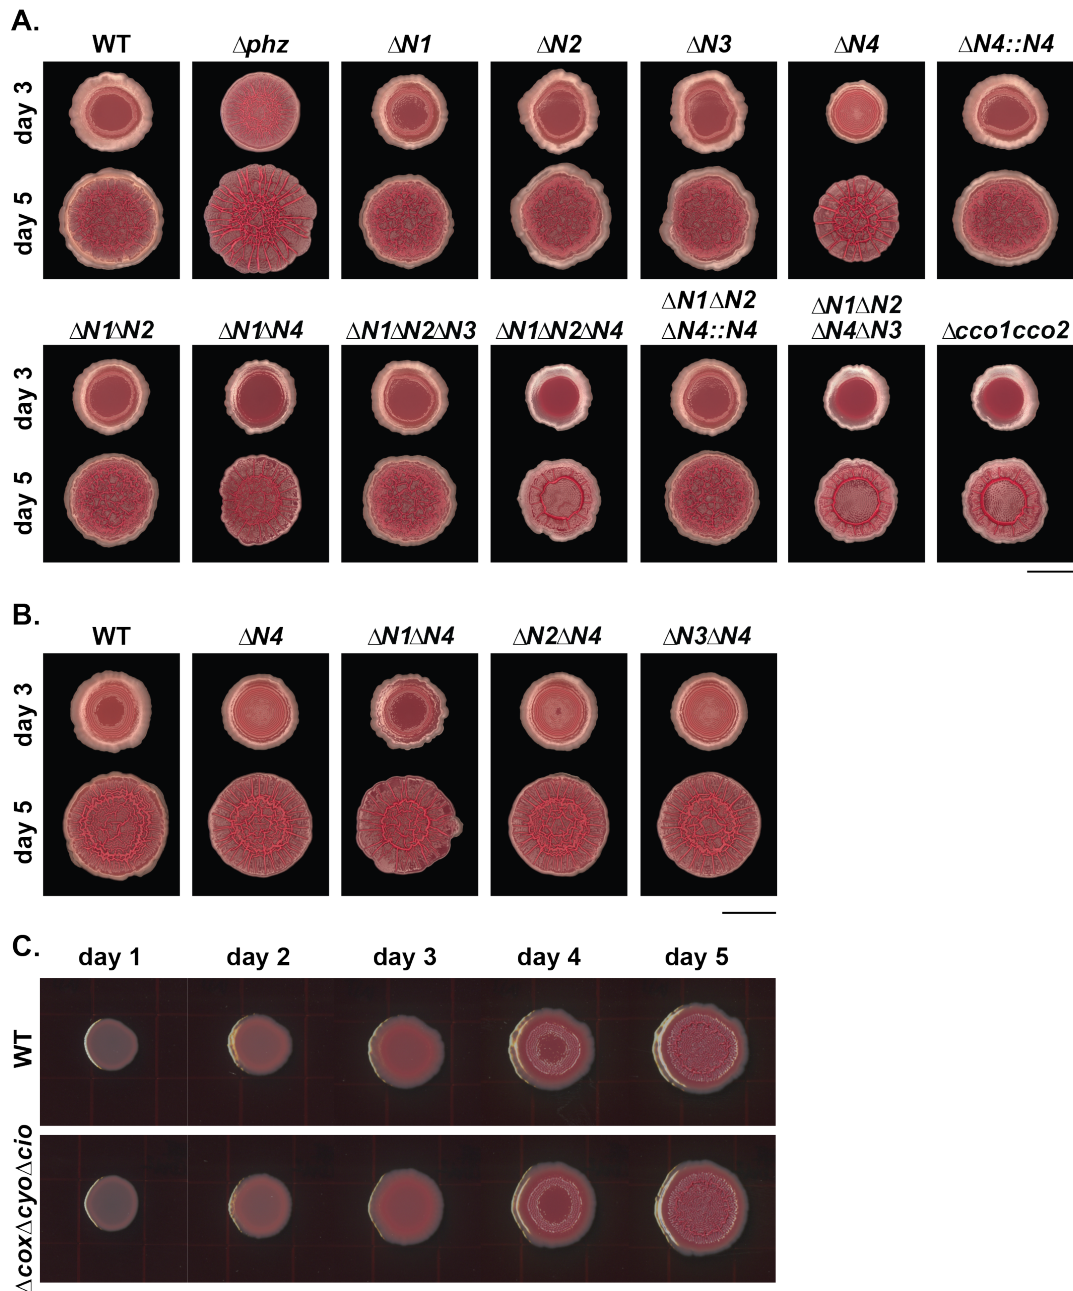 A.
WT Δphz ΔN1 ΔN2 ΔN3 ΔN4 ΔN4::N4
day 3
day 5
ΔN1ΔN2 ΔN1ΔN4 ΔN1ΔN2ΔN3 ΔN1ΔN2ΔN4 ΔN1ΔN2
ΔN4::N4 ΔN1ΔN2
ΔN4ΔN3 Δcco1cco2
day 3
day 5
B.
WT ΔN4 ΔN1ΔN4 ΔN2ΔN4 ΔN3ΔN4
day 3
day 5
C.
day 1 day 2 day 3 day 4 day 5
WT
ΔcoxΔcyoΔcio